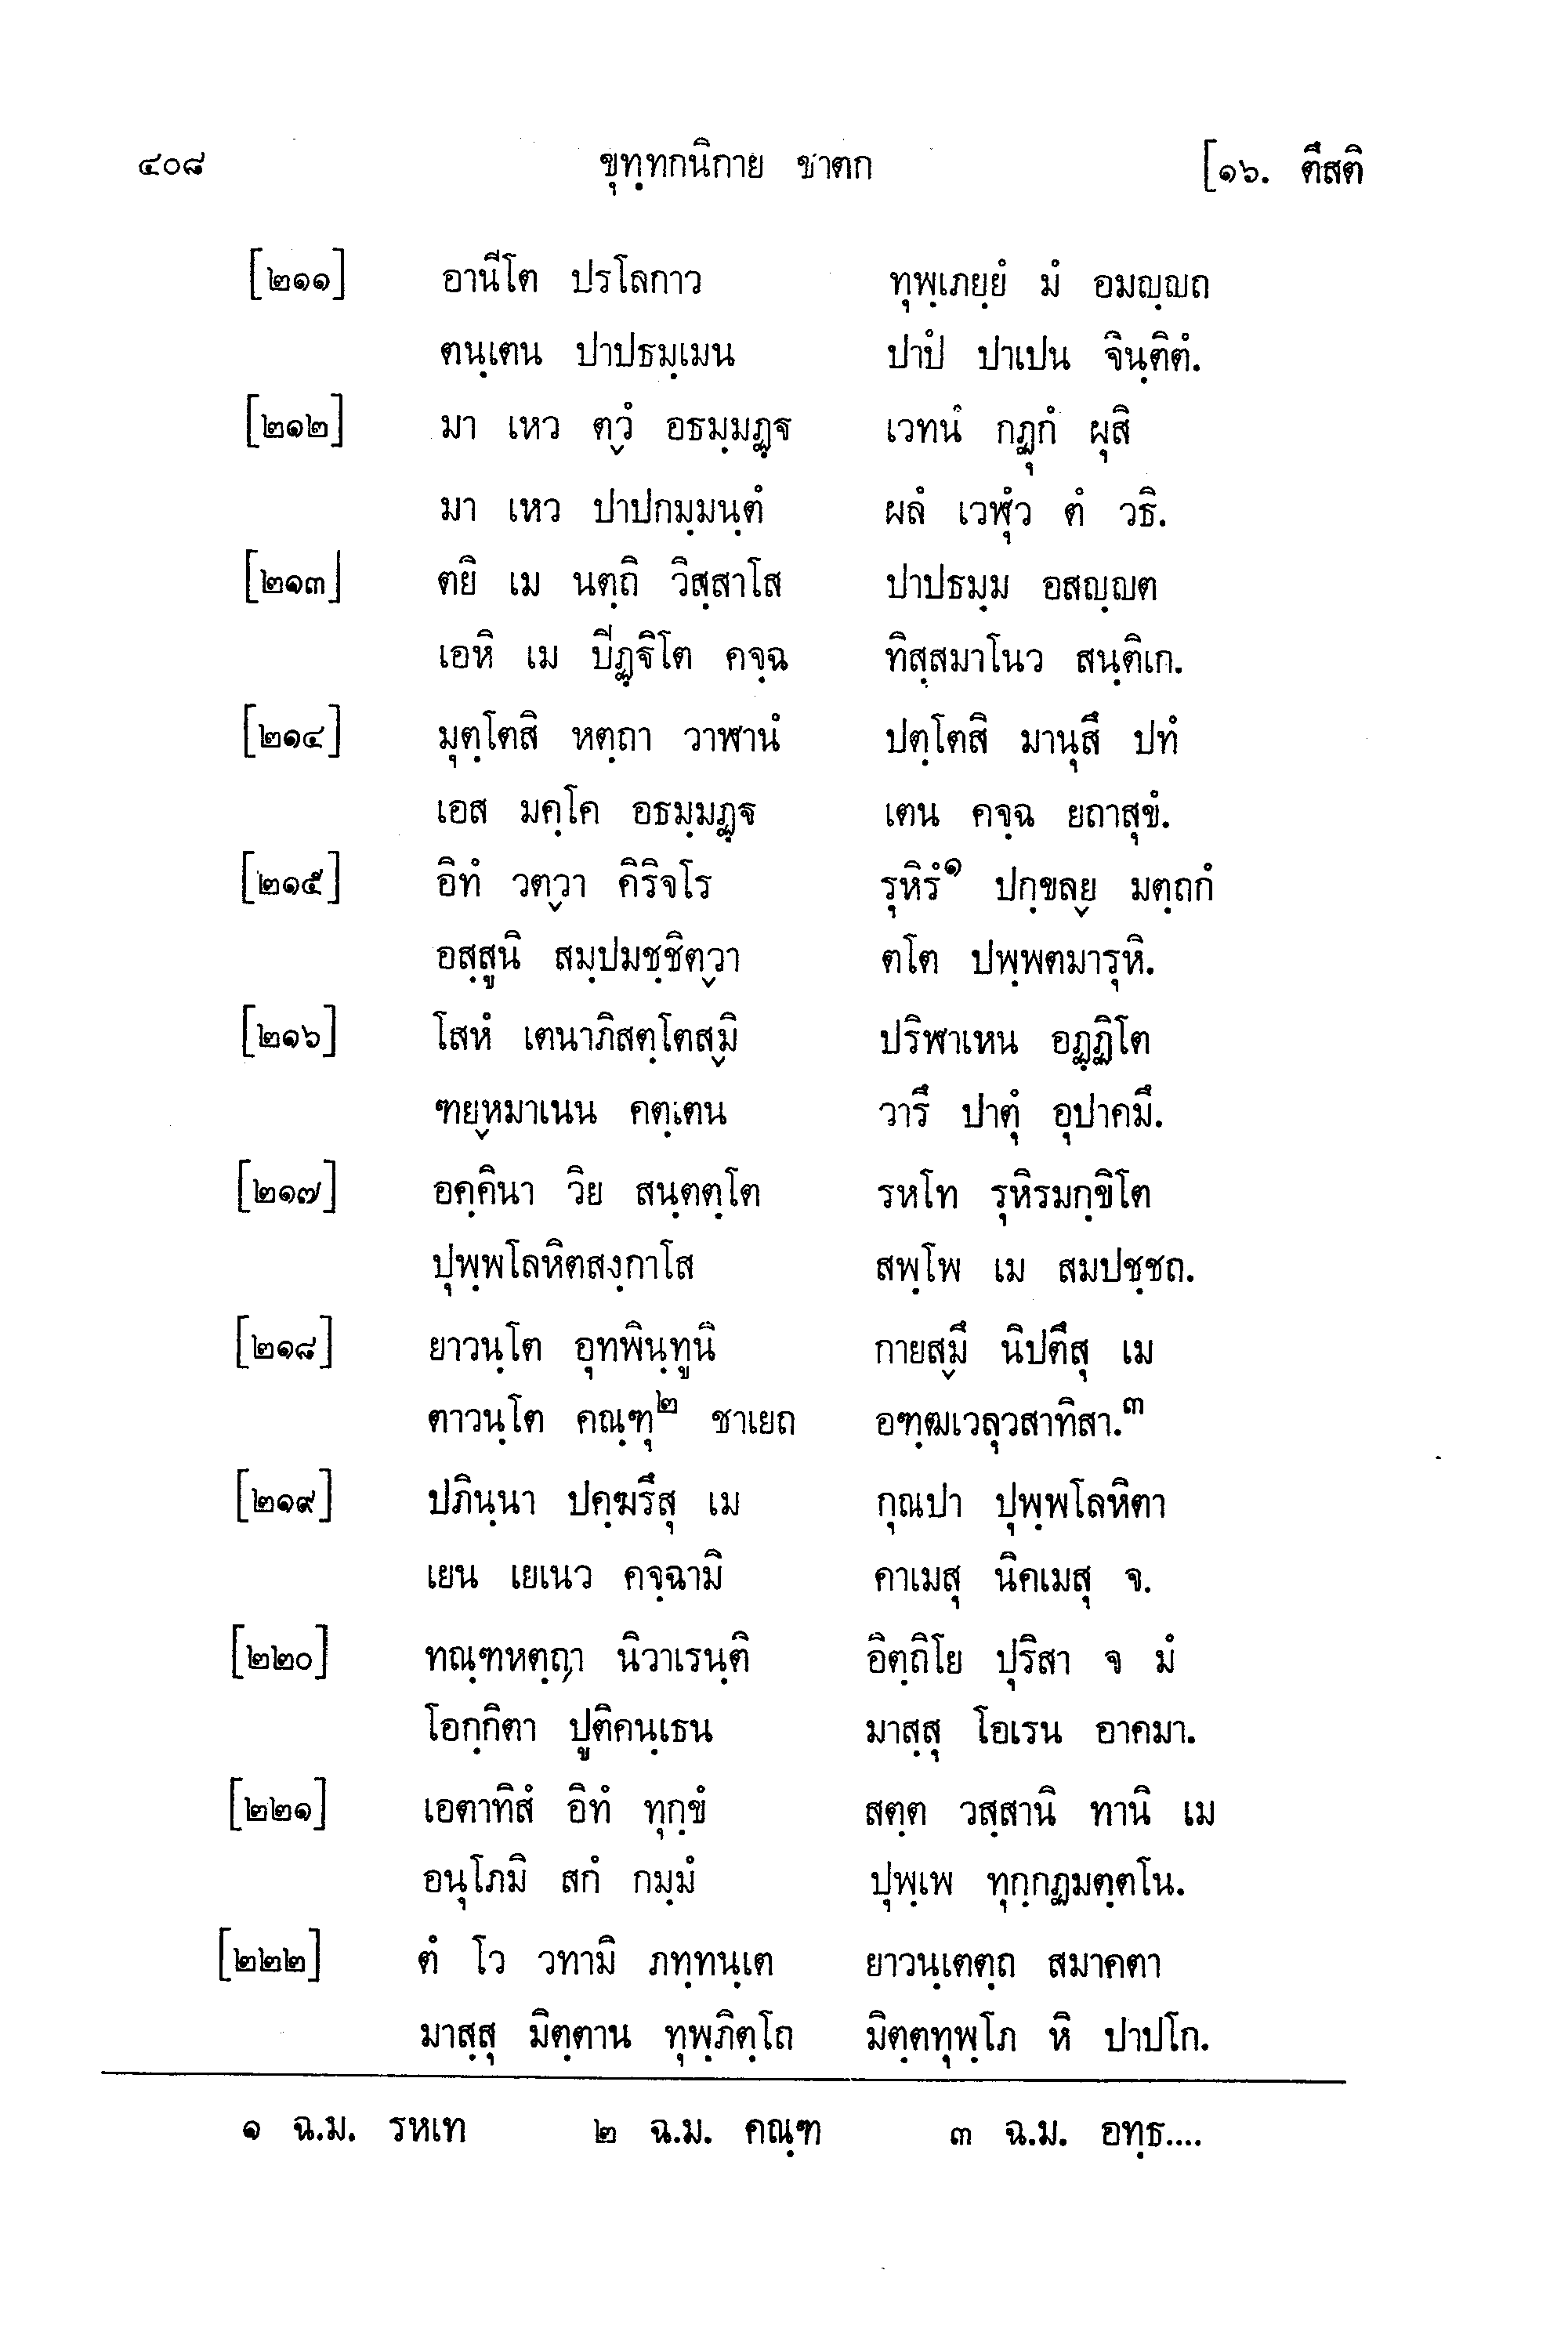 ๔๐๘ ขุทฺทกนิกาย ชาตก [๑๖. ตึสติ
[๒๑๑] อานีโต ปรโลกาว ทุพฺเภยฺยํ มํ อมญฺญถ
ตนฺเตน ปาปธมฺเมน ปาปํ ปาเปน จินฺติตํ.
[๒๑๒] มา เหว ตฺวํ อธมฺมฏฺฐ เวทนํ กฏุกํ ผุสิ
มา เหว ปาปกมฺมนฺตํ ผลํ เวฬุํว ตํ วธิ.
[๒๑๓] ตยิ เม นตฺถิ วิสฺสาโส ปาปธมฺม อสญฺญต
เอหิ เม ปีฏฺฐิโต คจฺฉ ทิสฺสมาโนว สนฺติเก.
[๒๑๔] มุตฺโตสิ หตฺถา วาฬานํ ปตฺโตสิ มานุสึ ปทํ
เอส มคฺโค อธมฺมฏฺฐ เตน คจฺฉ ยถาสุขํ.
[๒๑๕] อิทํ วตฺวา คิริจโร รุหิรํ๑ ปกฺขลฺย มตฺถกํ
อสฺสูนิ สมฺปมชฺชิตฺวา ตโต ปพฺพตมารุหิ.
[๒๑๖] โสหํ เตนาภิสตฺโตสฺมิ ปริฬาเหน อฏฺฏิโต
ฑยฺหมาเนน คตฺเตน วารึ ปาตุํ อุปาคมึ.
[๒๑๗] อคฺคินา วิย สนฺตตฺโต รหโท รุหิรมกฺขิโต
ปุพฺพโลหิตสงฺกาโส สพฺโพ เม สมปชฺชถ.
[๒๑๘] ยาวนฺโต อุทพินฺทูนิ กายสฺมึ นิปตึสุ เม
ตาวนฺโต คณฺฑุ๒ ชาเยถ อฑฺฒเวลุวสาทิสา.๓
[๒๑๙] ปภินฺนา ปคฺฆรึสุ เม กุณปา ปุพฺพโลหิตา
เยน เยเนว คจฺฉามิ คาเมสุ นิคเมสุ จ.
[๒๒๐] ทณฺฑหตฺถา นิวาเรนฺติ อิตฺถิโย ปุริสา จ มํ
โอกฺกิตา ปูติคนฺเธน มาสฺสุ โอเรน อาคมา.
[๒๒๑] เอตาทิสํ อิทํ ทุกฺขํ สตฺต วสฺสานิ ทานิ เม
อนุโภมิ สกํ กมฺมํ ปุพฺเพ ทุกฺกฏมตฺตโน.
[๒๒๒] ตํ โว วทามิ ภทฺทนฺเต ยาวนฺเตตฺถ สมาคตา
มาสฺสุ มิตฺตาน ทุพฺภิตฺโถ มิตฺตทุพฺโภ หิ ปาปโก.
๑ ฉ.ม. รหเท ๒ ฉ.ม. คณฺฑ ๓ ฉ.ม. อทฺธ....